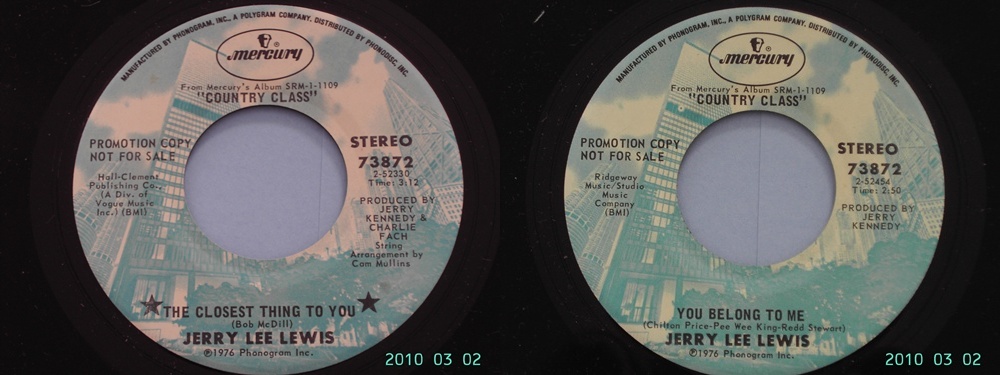 MANUFACTURED BY PHONOGRAM, INC., A POLYGRAM COMPANY. DISTRIBUTED BY PHONODISC, INC.
mercury
®
From Mercury's Album SRM-1-1109
"COUNTRY CLASS"
PROMOTION COPY
NOT FOR SALE
Hall-Clement
Publishing Co.,
(A Div. of
Vogue Music
Inc.) (BMI)
STEREO
73872
2-52330
Time: 3:12
PRODUCED BY
JERRY
KENNEDY &
CHARLIE
FACH
String
Arrangement by
Cam Mullins
★THE CLOSEST THING TO YOU★
(Bob McDill)
JERRY LEE LEWIS
℗1976 Phonogram Inc.
2010 03 02
MANUFACTURED BY PHONOGRAM, INC., A POLYGRAM COMPANY. DISTRIBUTED BY PHONODISC, INC.
mercury
®
From Mercury's Album SRM-1-1109
"COUNTRY CLASS"
PROMOTION COPY
NOT FOR SALE
Ridgeway
Music/Studio
Music
Company
(BMI)
STEREO
73872
2-52454
Time: 2:50
PRODUCED BY
JERRY
KENNEDY
YOU BELONG TO ME
(Chilton Price-Pee Wee King-Redd Stewart)
JERRY LEE LEWIS
℗1976 Phonogram Inc.
2010 03 02